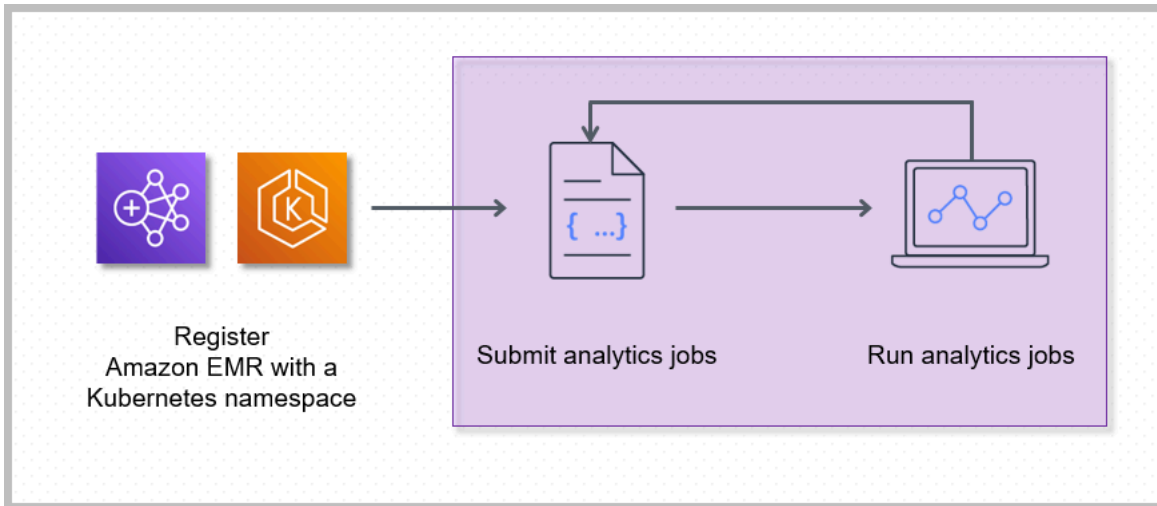 K
{ ...}
Register
Amazon EMR with a
Kubernetes namespace
Submit analytics jobs
Run analytics jobs